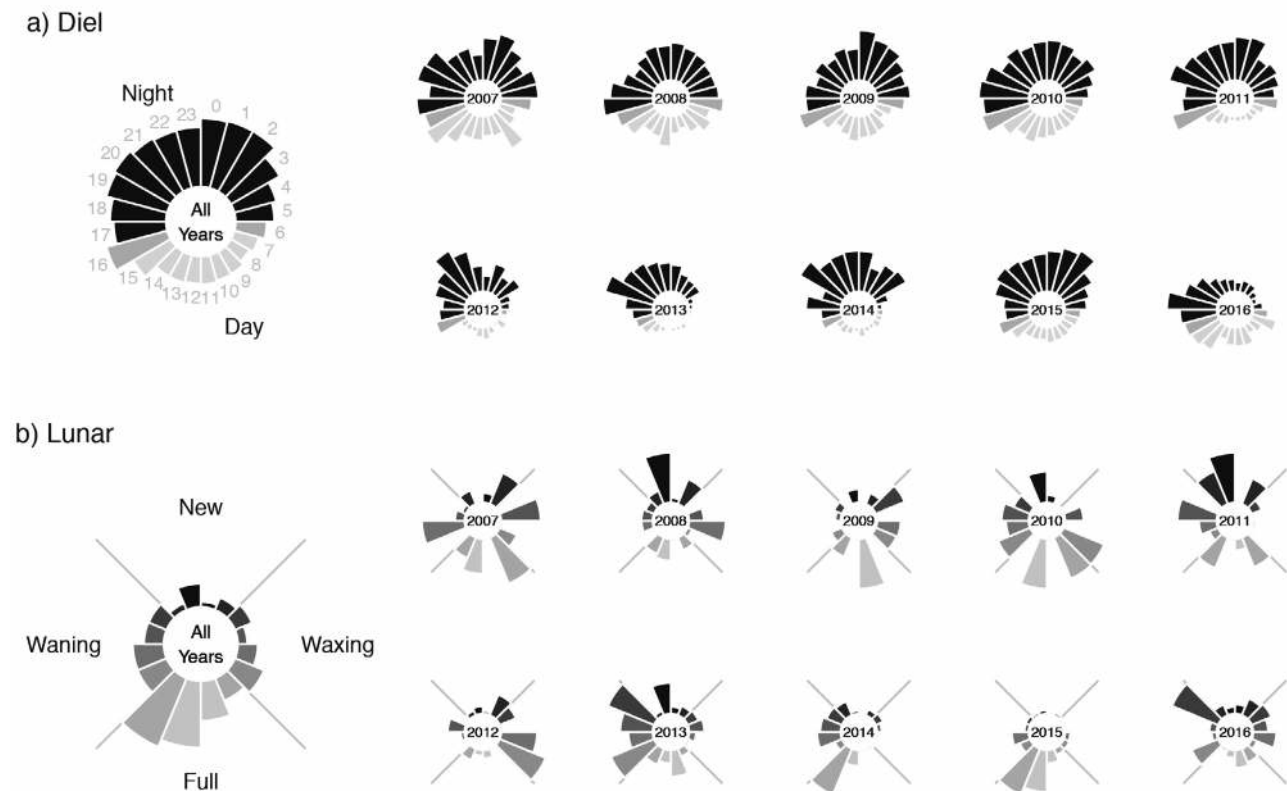 a) Diel
Night
23 0 1 2 3 4 5 6 7 8 9 10 11 12 13 14 15 16 17 18 19 20 21 22
All
Years
Day
2007 2008 2009 2010 2011
2012 2013 2014 2015 2016
b) Lunar
New
Waning
All
Years
Waxing
Full
2007 2008 2009 2010 2011
2012 2013 2014 2015 2016